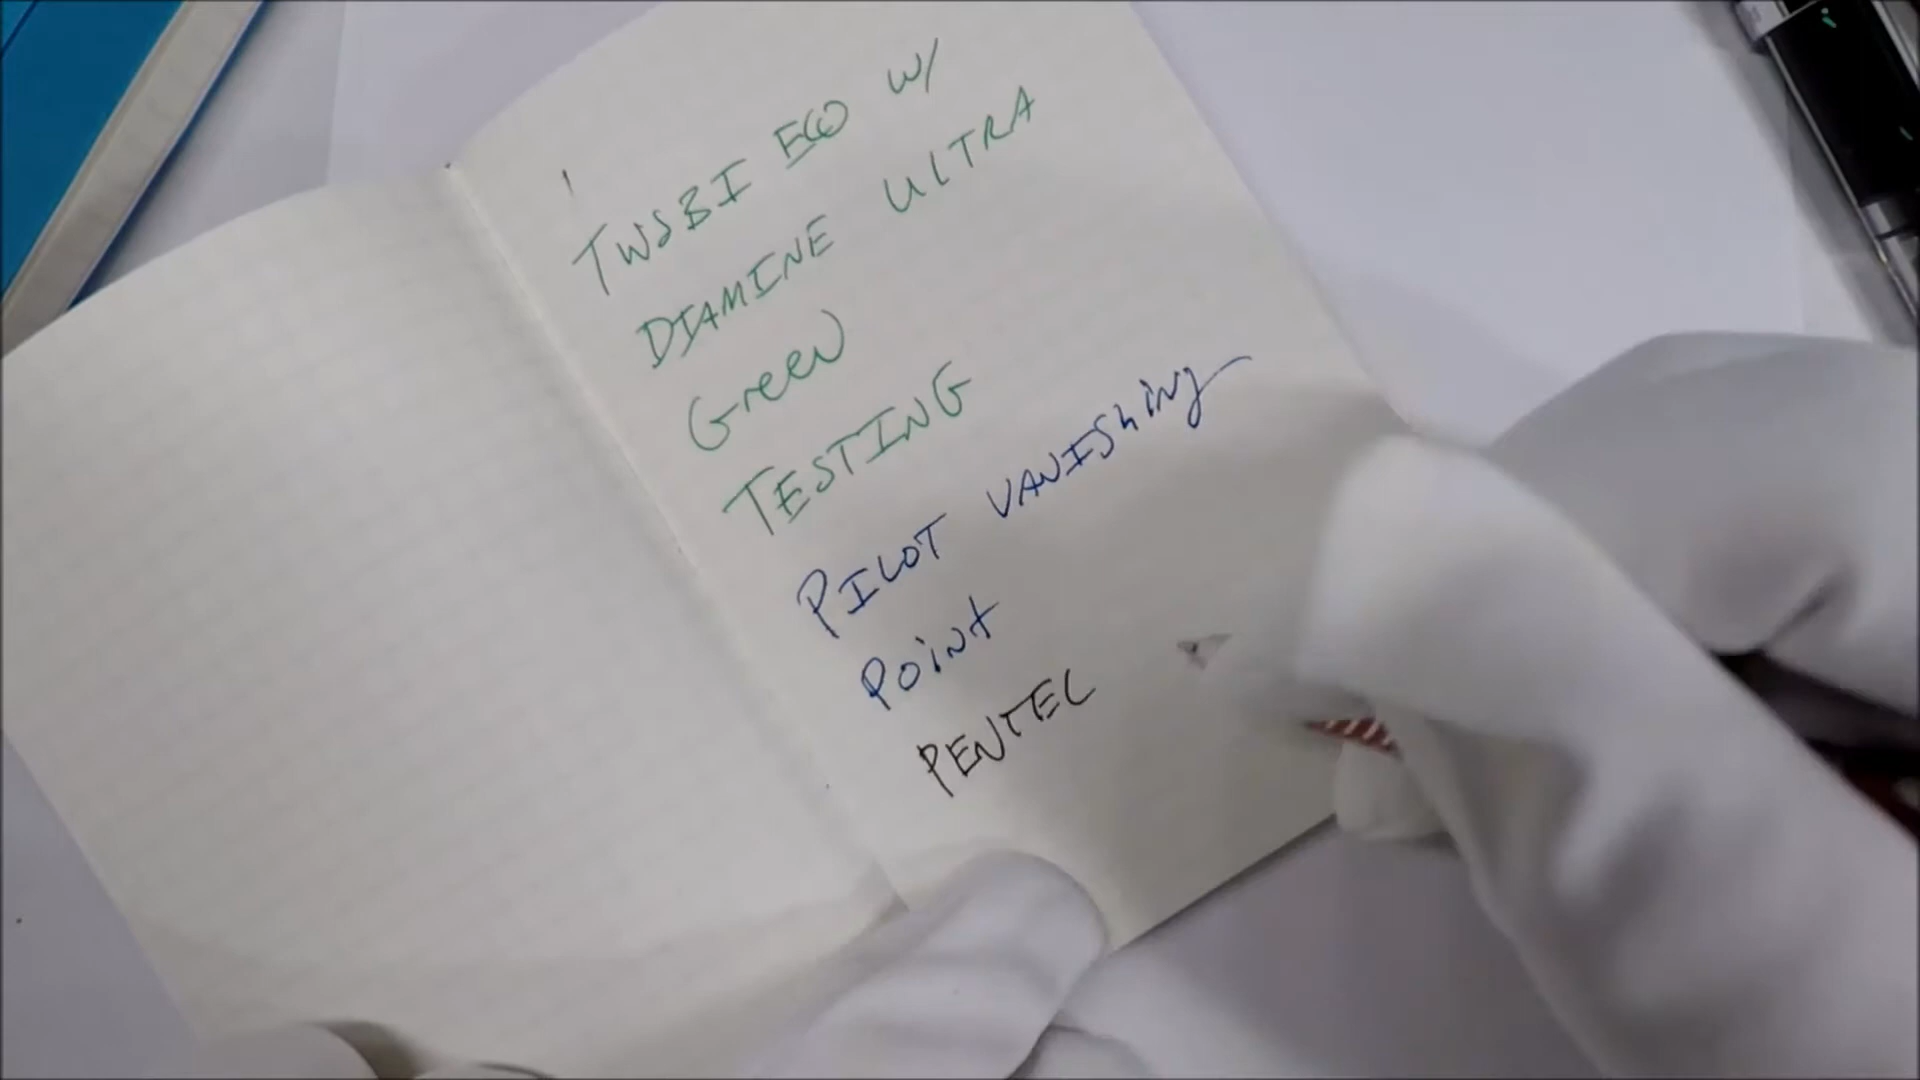 TWSBI ECO W/
DIAMINE ULTRA
Green
TESTING
PILOT VANISHING
Point
PENTEL